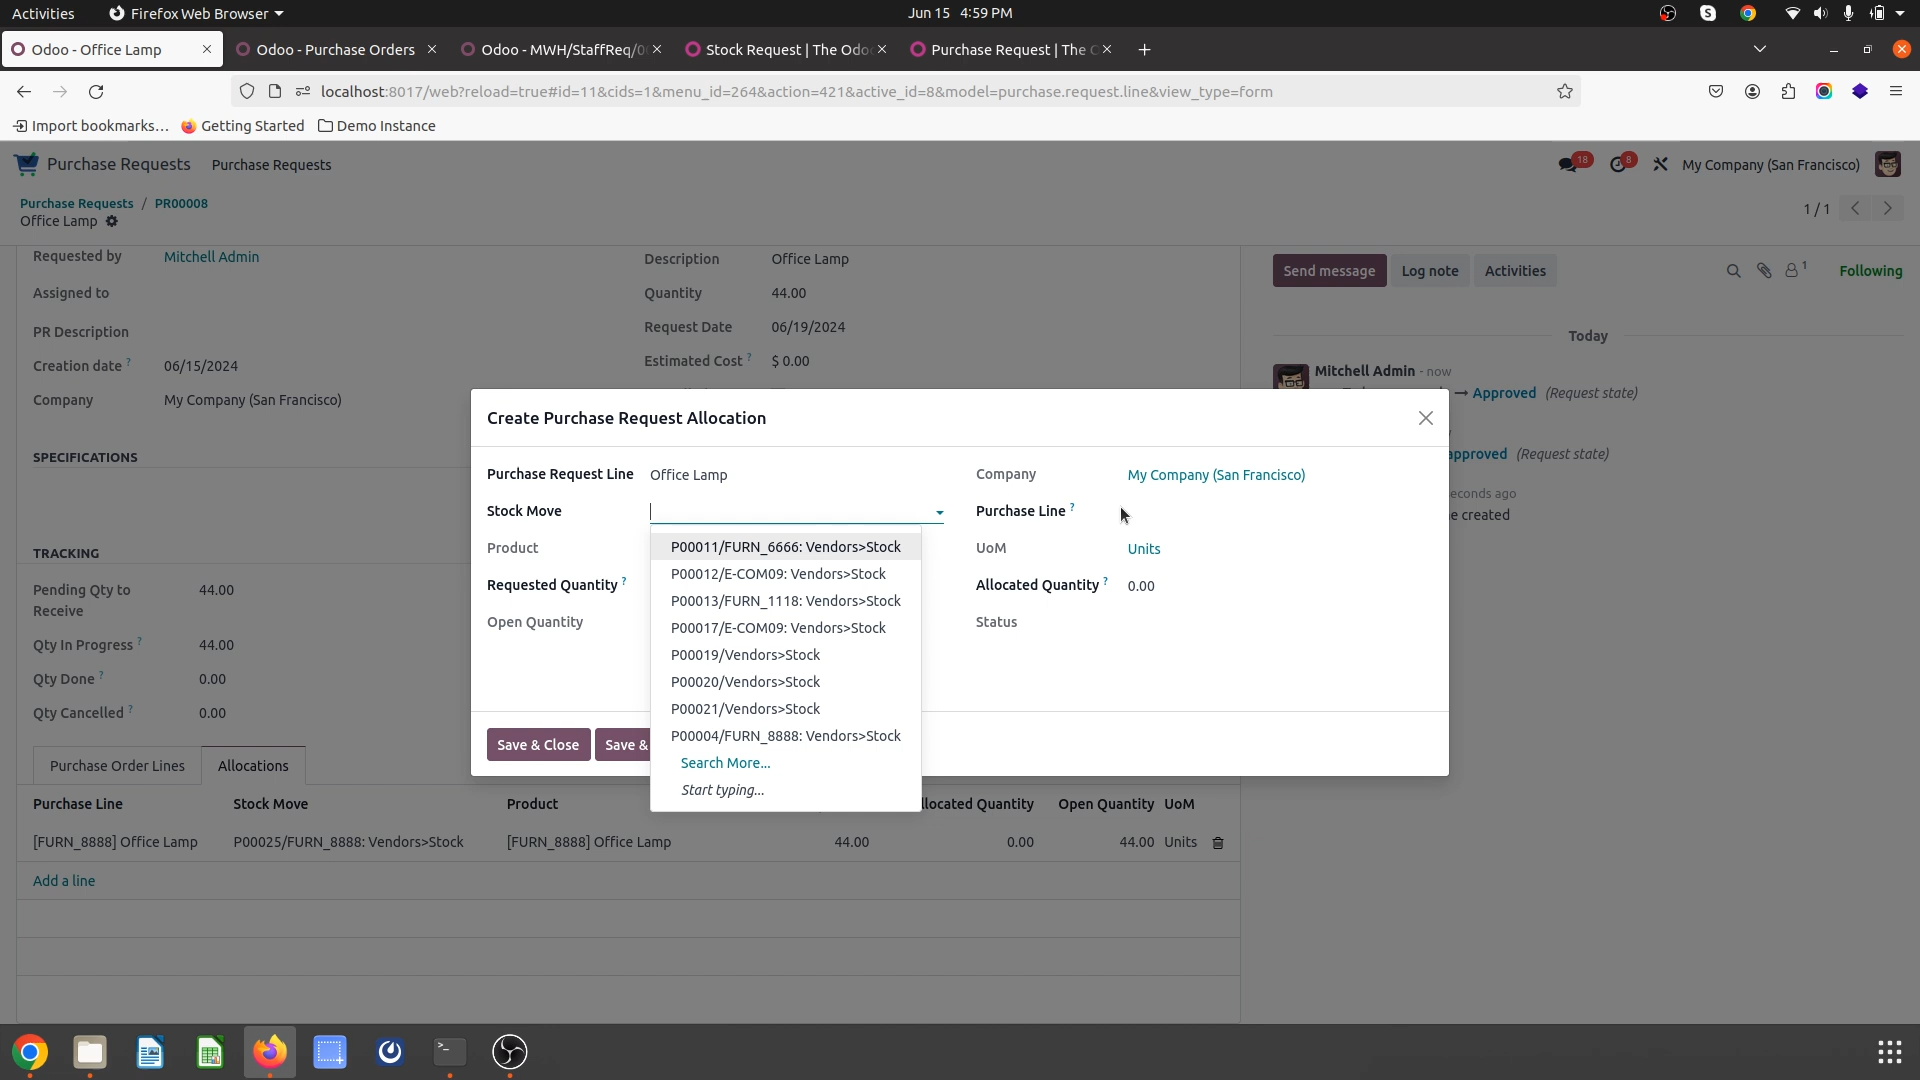 Activities
Firefox Web Browser
Jun 15 4:59 PM
Odoo - Office Lamp
Odoo - Purchase Orders
Odoo - MWH/StaffReq/0
Stock Request | The Odo
Purchase Request | The
localhost:8017/web?reload=true#id=11&cids=1&menu_id=264&action=421&active_id=8&model=purchase.request.line&view_type=form
Import bookmarks...
Getting Started
Demo Instance
Purchase Requests
Purchase Requests
18
8
My Company (San Francisco)
Purchase Requests / PR00008
Office Lamp
1 / 1
Requested by Mitchell Admin
Assigned to
PR Description
Creation date ? 06/15/2024
Company My Company (San Francisco)
Description Office Lamp
Quantity 44.00
Request Date 06/19/2024
Estimated Cost ? $ 0.00
Send message
Log note
Activities
1
Following
Today
Mitchell Admin - now
→ Approved (Request state)
approved (Request state)
econds ago
e created
SPECIFICATIONS
TRACKING
Pending Qty to
Receive
44.00
Qty In Progress ? 44.00
Qty Done ? 0.00
Qty Cancelled ? 0.00
Create Purchase Request Allocation
Purchase Request Line Office Lamp
Company My Company (San Francisco)
Stock Move
Purchase Line ?
Product
UoM Units
Requested Quantity ?
Allocated Quantity ? 0.00
Open Quantity
Status
P00011/FURN_6666: Vendors>Stock
P00012/E-COM09: Vendors>Stock
P00013/FURN_1118: Vendors>Stock
P00017/E-COM09: Vendors>Stock
P00019/Vendors>Stock
P00020/Vendors>Stock
P00021/Vendors>Stock
P00004/FURN_8888: Vendors>Stock
Search More...
Start typing...
Save & Close
Save &
Purchase Order Lines
Allocations
Purchase Line Stock Move Product llocated Quantity Open Quantity UoM
[FURN_8888] Office Lamp P00025/FURN_8888: Vendors>Stock [FURN_8888] Office Lamp 44.00 0.00 44.00 Units
Add a line